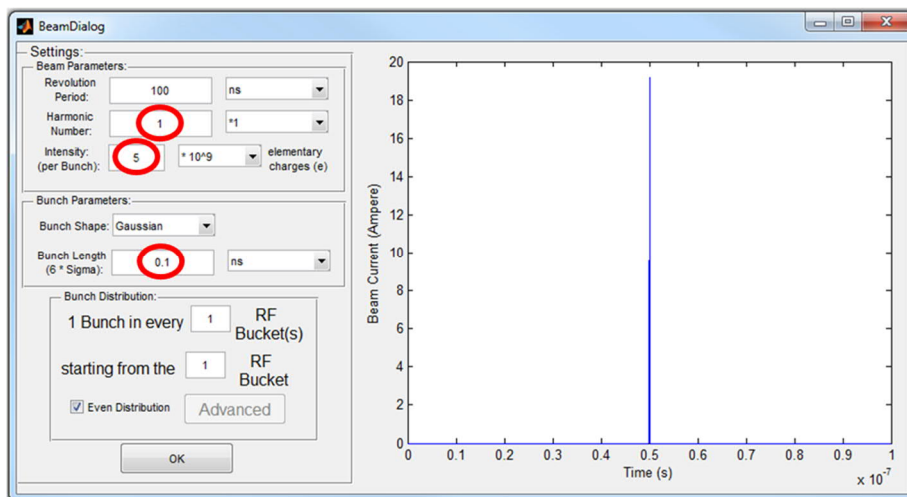 BeamDialog
Settings:
Beam Parameters:
Revolution
Period:
100
ns
Harmonic
Number:
1
*1
Intensity:
(per Bunch):
5
* 10^9
elementary
charges (e)
Bunch Parameters:
Bunch Shape:
Gaussian
Bunch Length
(6 * Sigma):
0.1
ns
Bunch Distribution:
1 Bunch in every
1
RF
Bucket(s)
starting from the
1
RF
Bucket
Even Distribution
Advanced
OK
Beam Current (Ampere)
20
18
16
14
12
10
8
6
4
2
0
0 0.1 0.2 0.3 0.4 0.5 0.6 0.7 0.8 0.9 1
Time (s)
x 10^-7